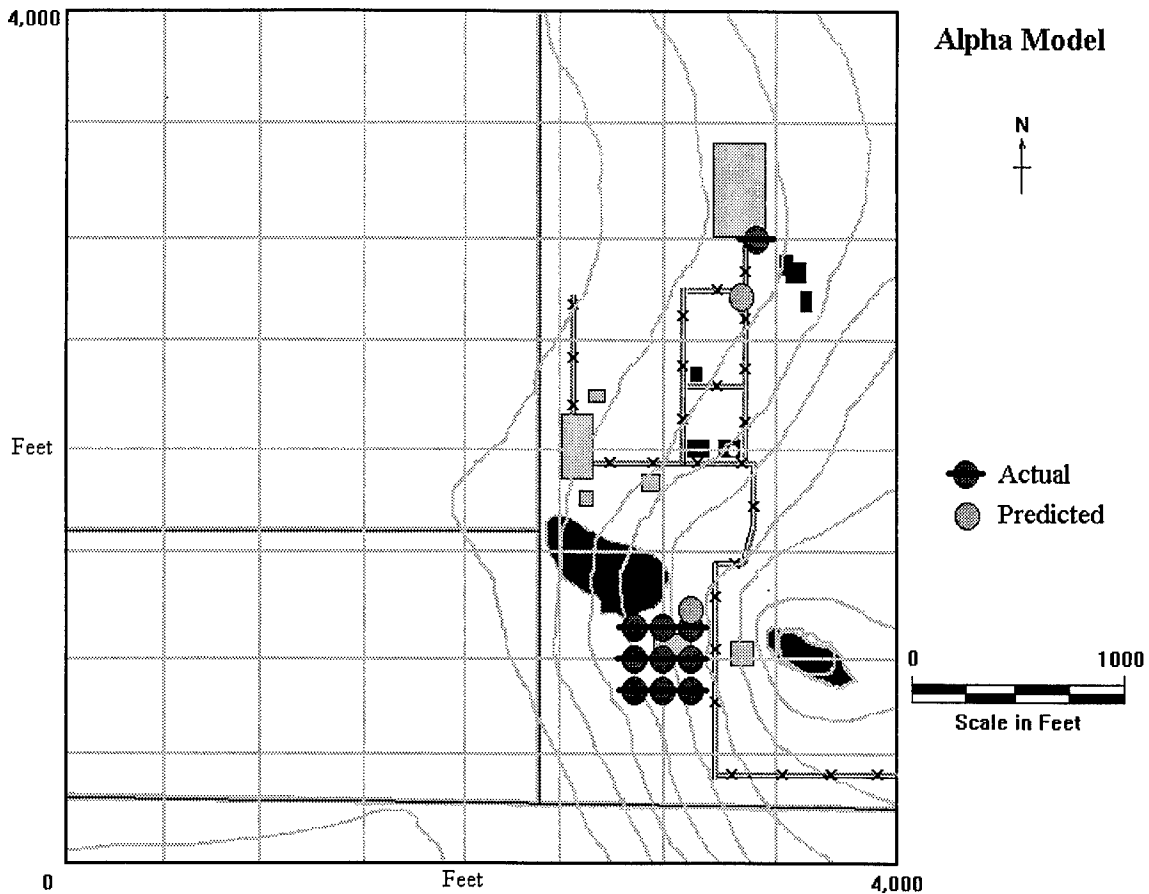 4,000
Alpha Model
N
Feet
Actual
Predicted
0 1000
Scale in Feet
0
Feet
4,000